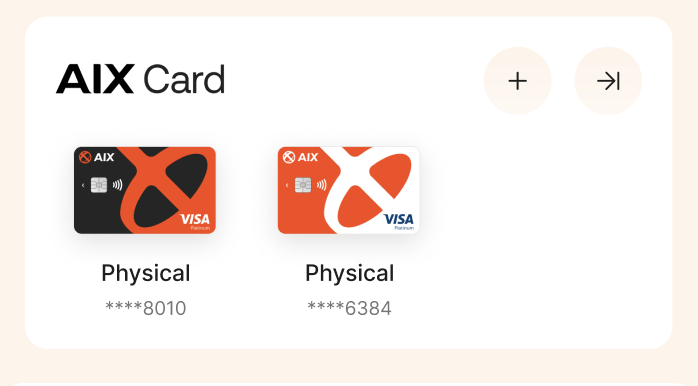 AIX Card
AIX
VISA
Platinum
AIX
VISA
Platinum
Physical
****8010
Physical
****6384